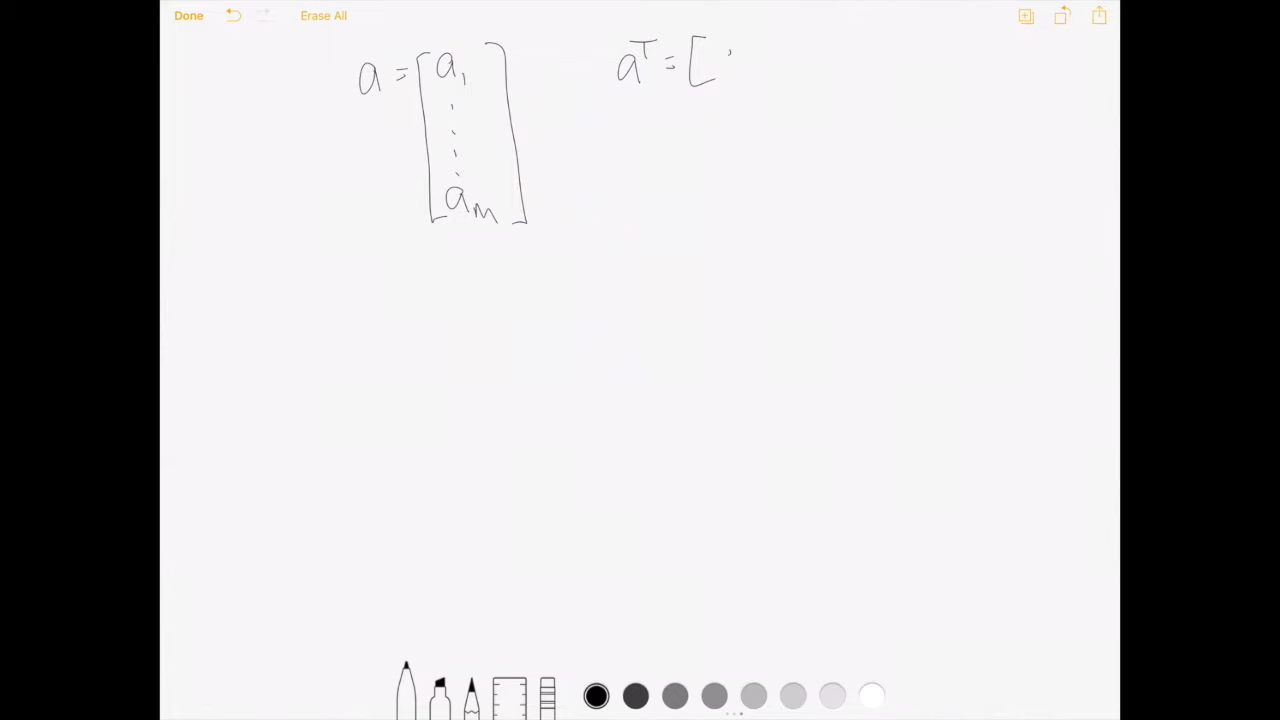 Done Erase All
a = [ a₁ aᵀ = [
⋮
aₘ ]